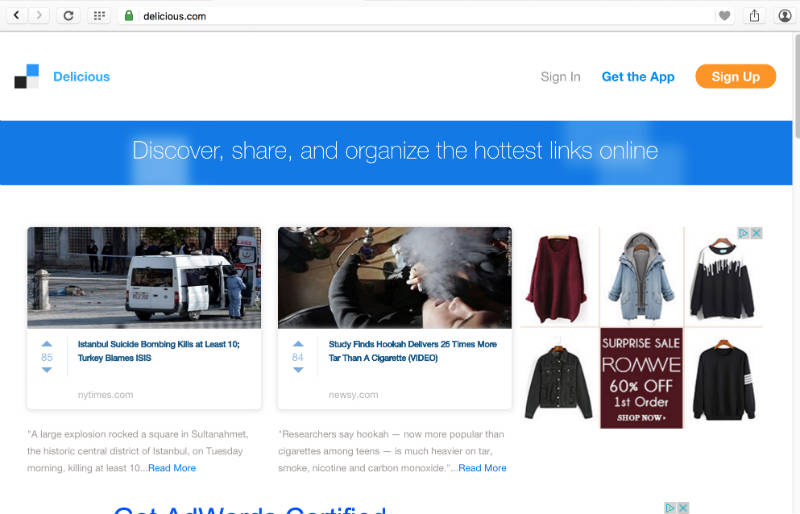 delicious.com
Delicious
Sign In
Get the App
Sign Up
Discover, share, and organize the hottest links online
85
Istanbul Suicide Bombing Kills at Least 10;
Turkey Blames ISIS
nytimes.com
"A large explosion rocked a square in Sultanahmet,
the historic central district of Istanbul, on Tuesday
morning, killing at least 10...Read More
84
Study Finds Hookah Delivers 25 Times More
Tar Than A Cigarette (VIDEO)
newsy.com
"Researchers say hookah — now more popular than
cigarettes among teens — is much heavier on tar,
smoke, nicotine and carbon monoxide."...Read More
SURPRISE SALE
ROMWE
60% OFF
1st Order
SHOP NOW
Get AdWords Certified